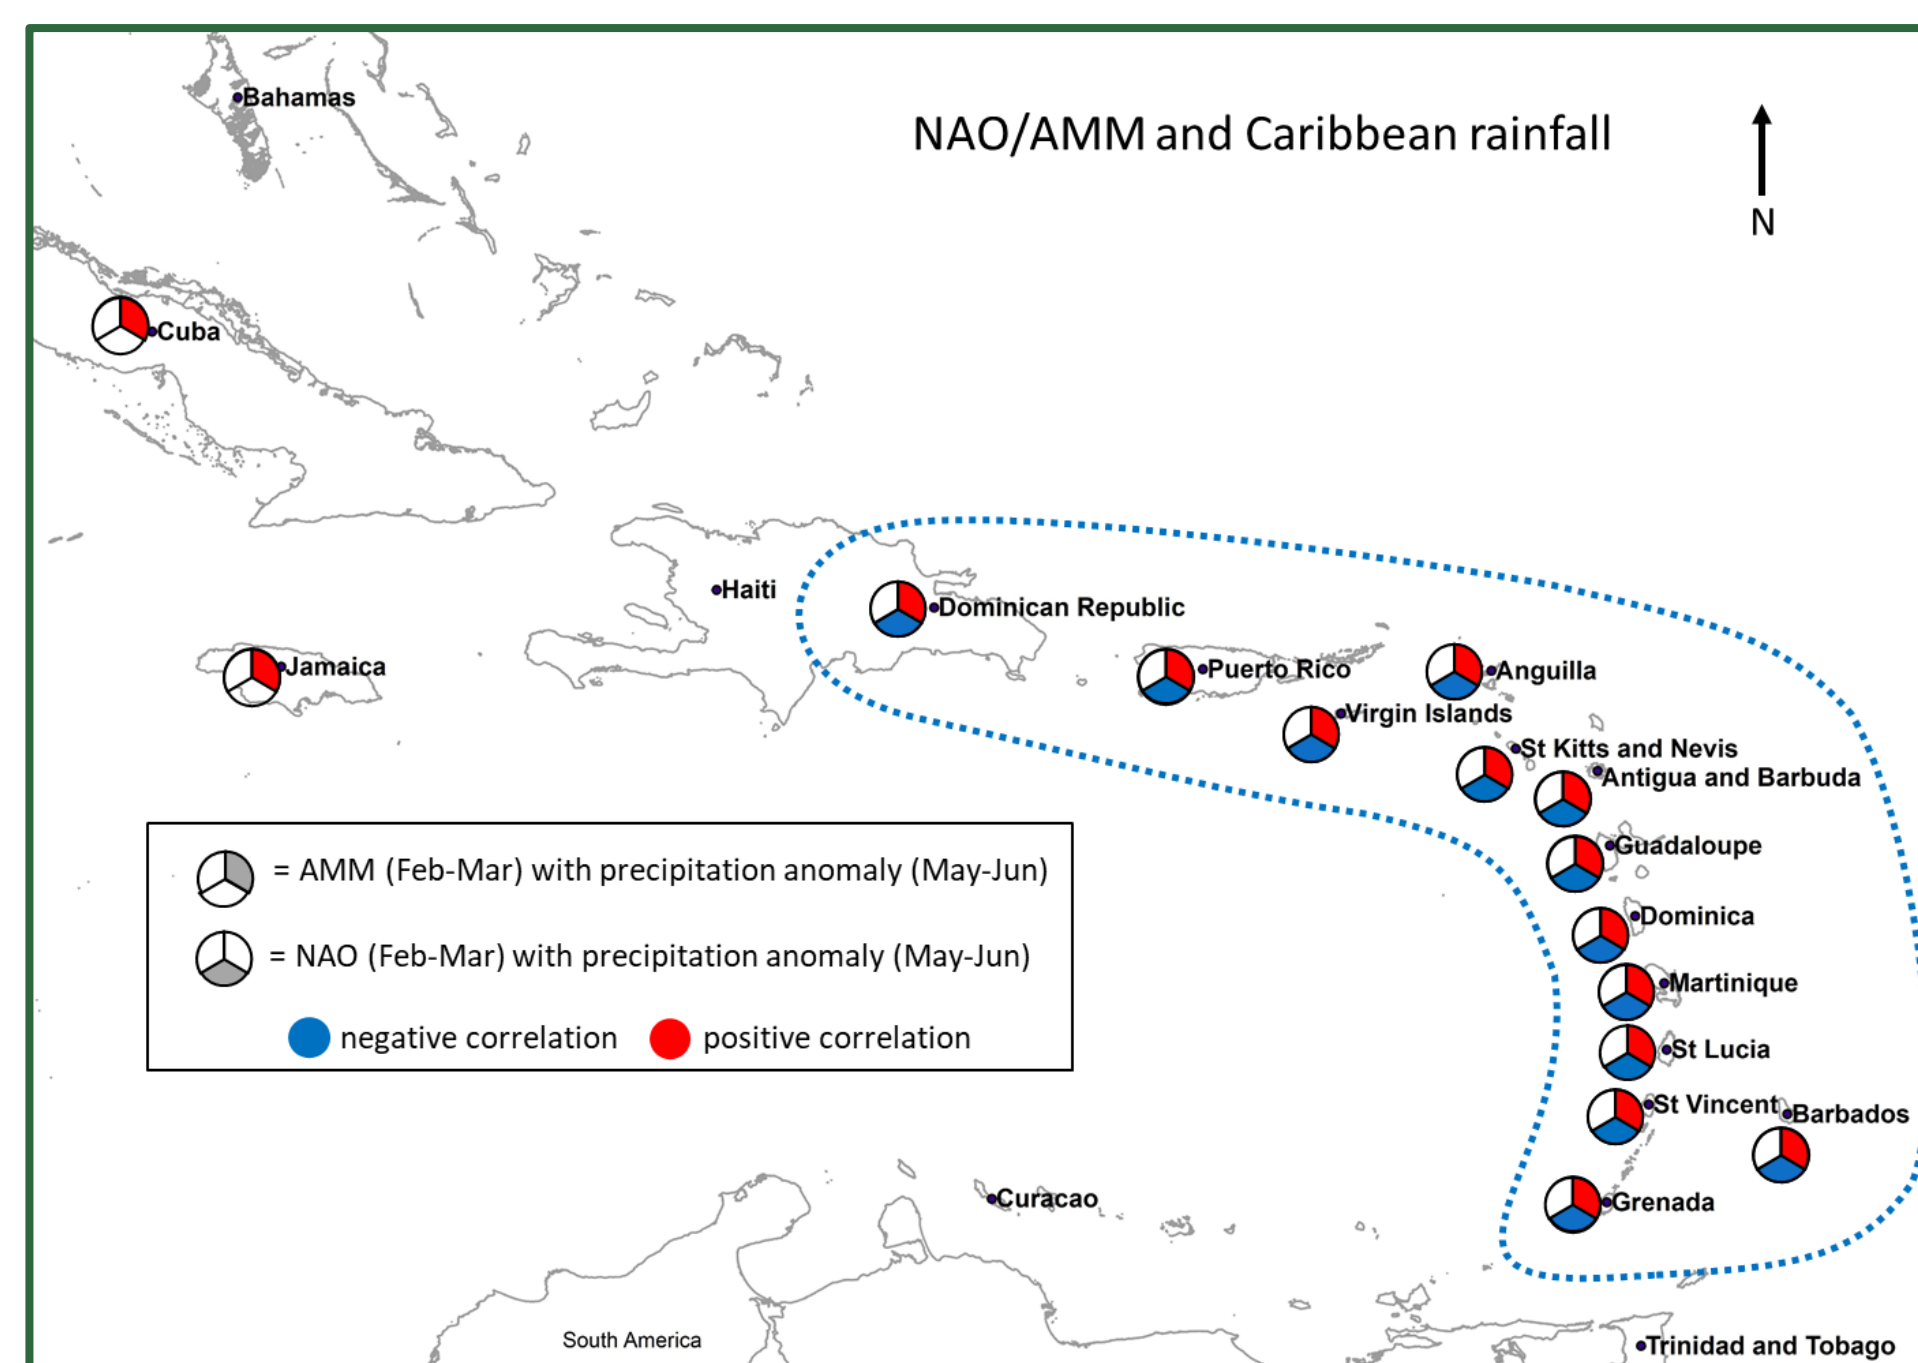 Bahamas
NAO/AMM and Caribbean rainfall
N
Cuba
Haiti
Dominican Republic
Jamaica
Puerto Rico
Anguilla
Virgin Islands
St Kitts and Nevis
Antigua and Barbuda
Guadaloupe
= AMM (Feb-Mar) with precipitation anomaly (May-Jun)
Dominica
= NAO (Feb-Mar) with precipitation anomaly (May-Jun)
Martinique
negative correlation positive correlation
St Lucia
St Vincent
Barbados
Curacao
Grenada
South America
Trinidad and Tobago